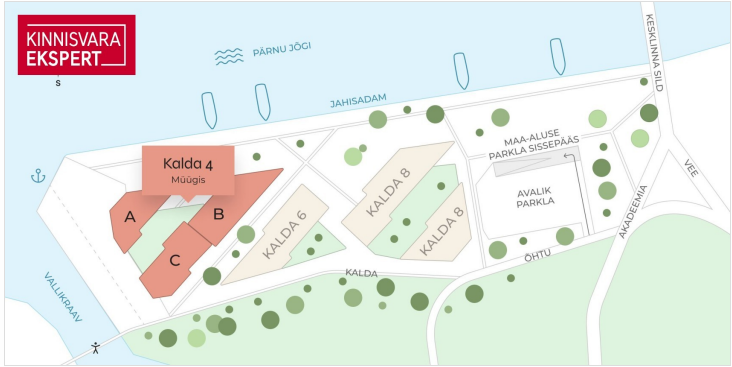 KINNISVARA
EKSPERT
S
PÄRNU JÕGI
KESKLINNA SILD
JAHISADAM
MAA-ALUSE
PARKLA SISSEPÄÄS
Kalda 4
Müügis
VEE
KALDA 8
AVALIK
PARKLA
A
B
KALDA 6
KALDA 8
AKADEEMIA
C
ÕHTU
KALDA
VALLIKRAAV